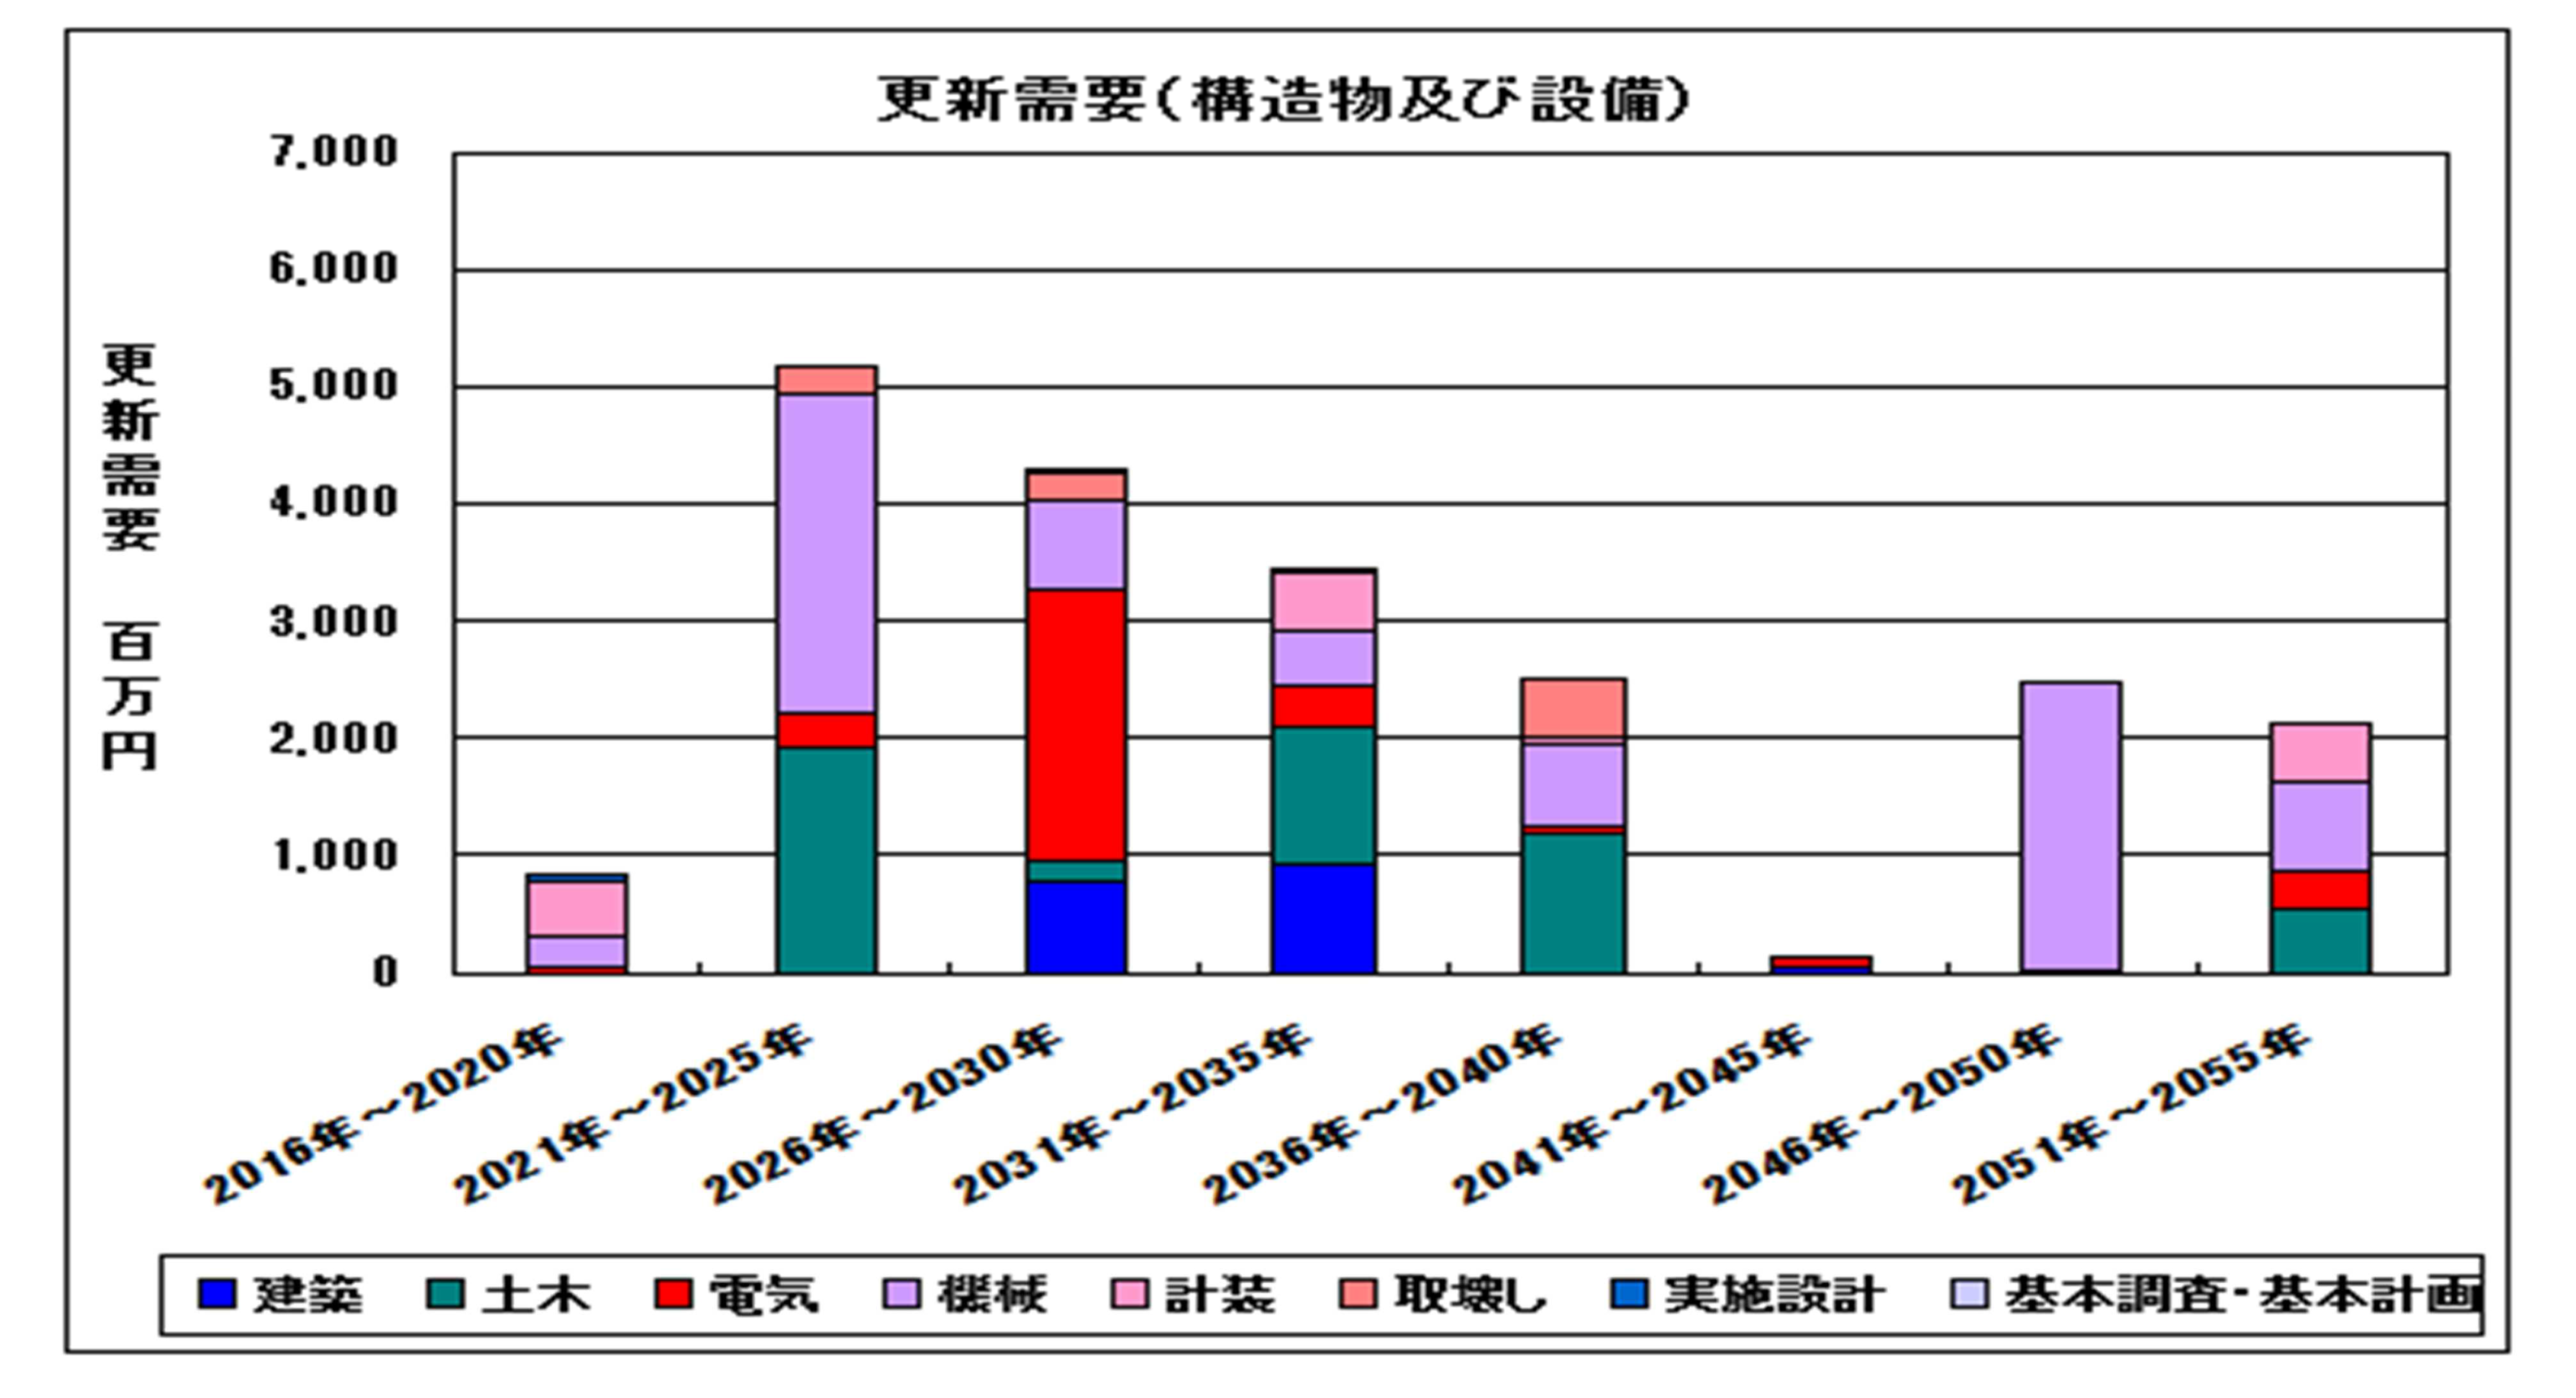 更新需要(構造物及び設備)
7,000
6,000
5,000
4,000
3,000
2,000
1,000
0
更新需要 百万円
2016年～2020年
2021年～2025年
2026年～2030年
2031年～2035年
2036年～2040年
2041年～2045年
2046年～2050年
2051年～2055年
建築 土木 電気 機械 計装 取壊し 実施設計 基本調査・基本計画